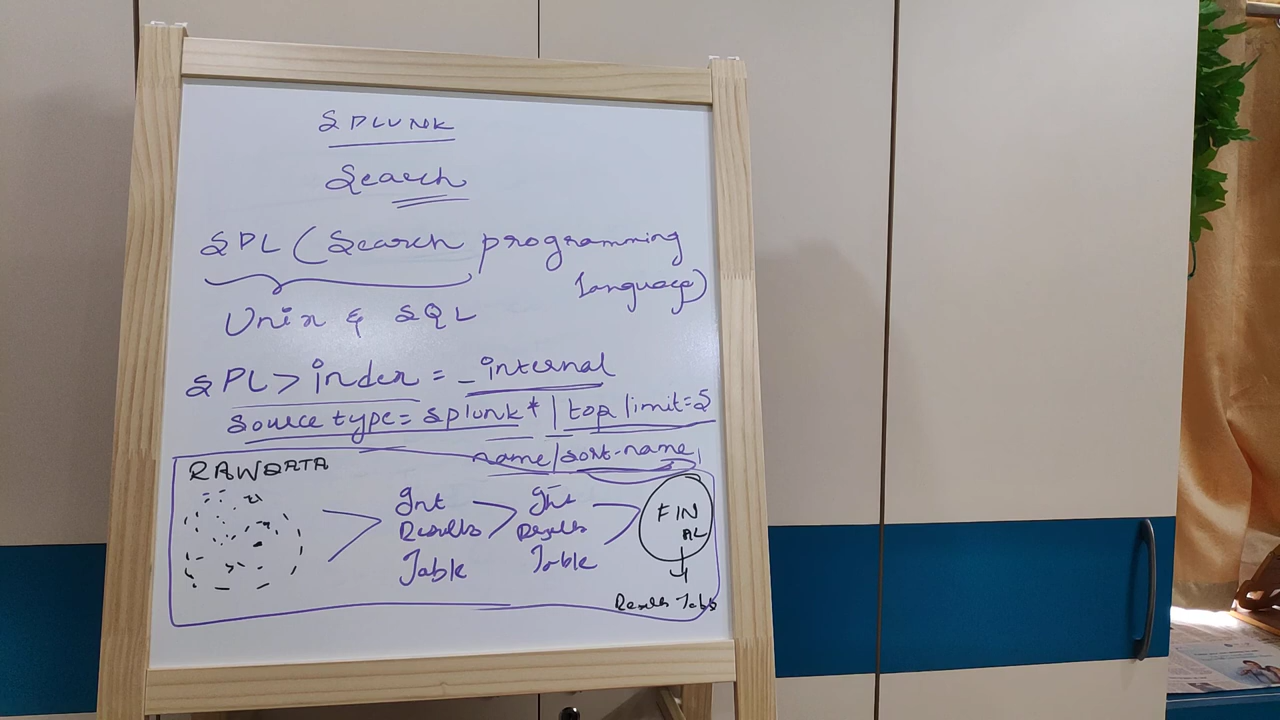 SPLUNK
Search
SPL (Search programming
language)
Unix & SQL
SPL > index = _internal
source type = splunk* | top limit=5
name | sort-name
RAWDATA
Int Results Table
Int Results Table
FINAL
Results Table